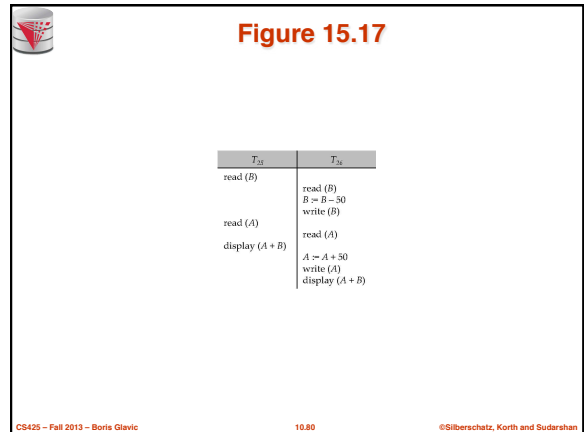 Figure 15.17
T25 T26
read (B)
read (B)
B := B – 50
write (B)
read (A)
read (A)
display (A + B)
A := A + 50
write (A)
display (A + B)
CS425 – Fall 2013 – Boris Glavic 10.80 ©Silberschatz, Korth and Sudarshan